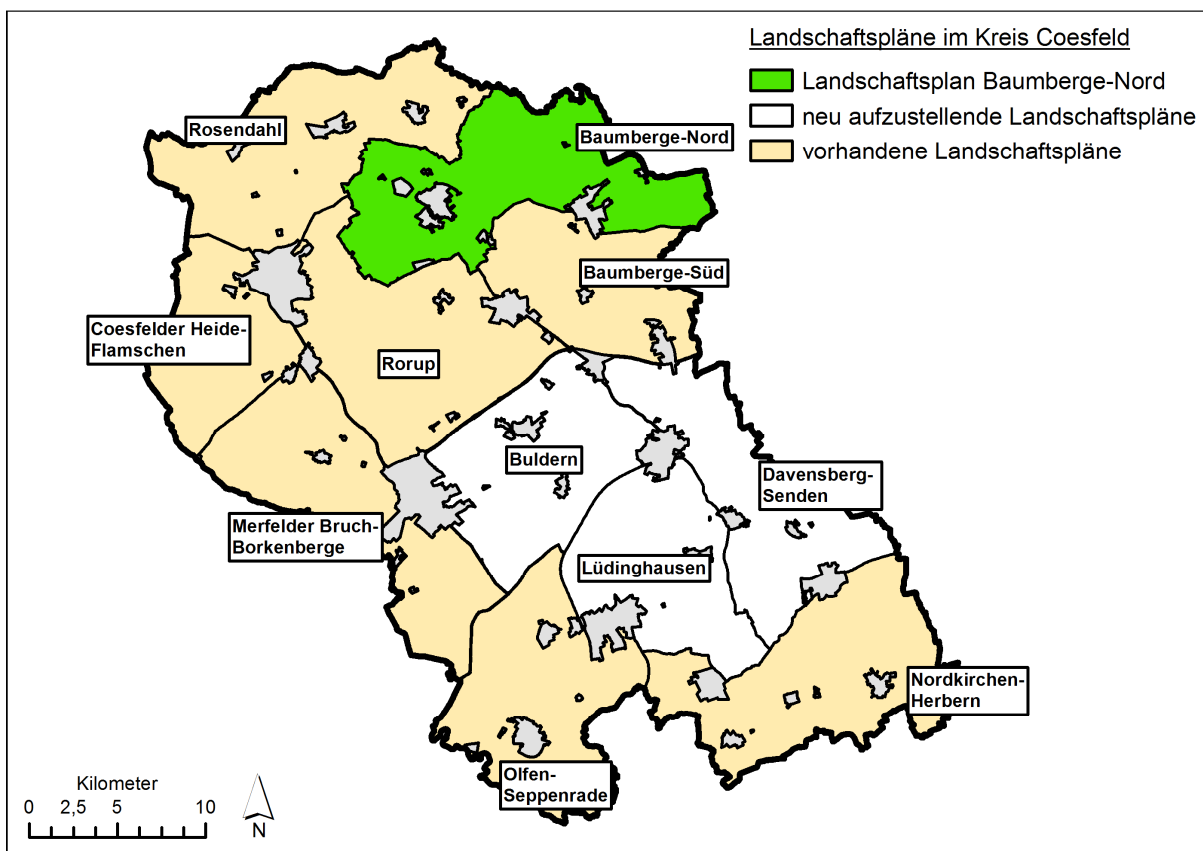 Landschaftspläne im Kreis Coesfeld
Landschaftsplan Baumberge-Nord
neu aufzustellende Landschaftspläne
vorhandene Landschaftspläne
Rosendahl
Baumberge-Nord
Baumberge-Süd
Coesfelder Heide-
Flamschen
Rorup
Buldern
Davensberg-
Senden
Merfelder Bruch-
Borkenberge
Lüdinghausen
Nordkirchen-
Herbern
Olfen-
Seppenrade
Kilometer
0 2,5 5 10
N